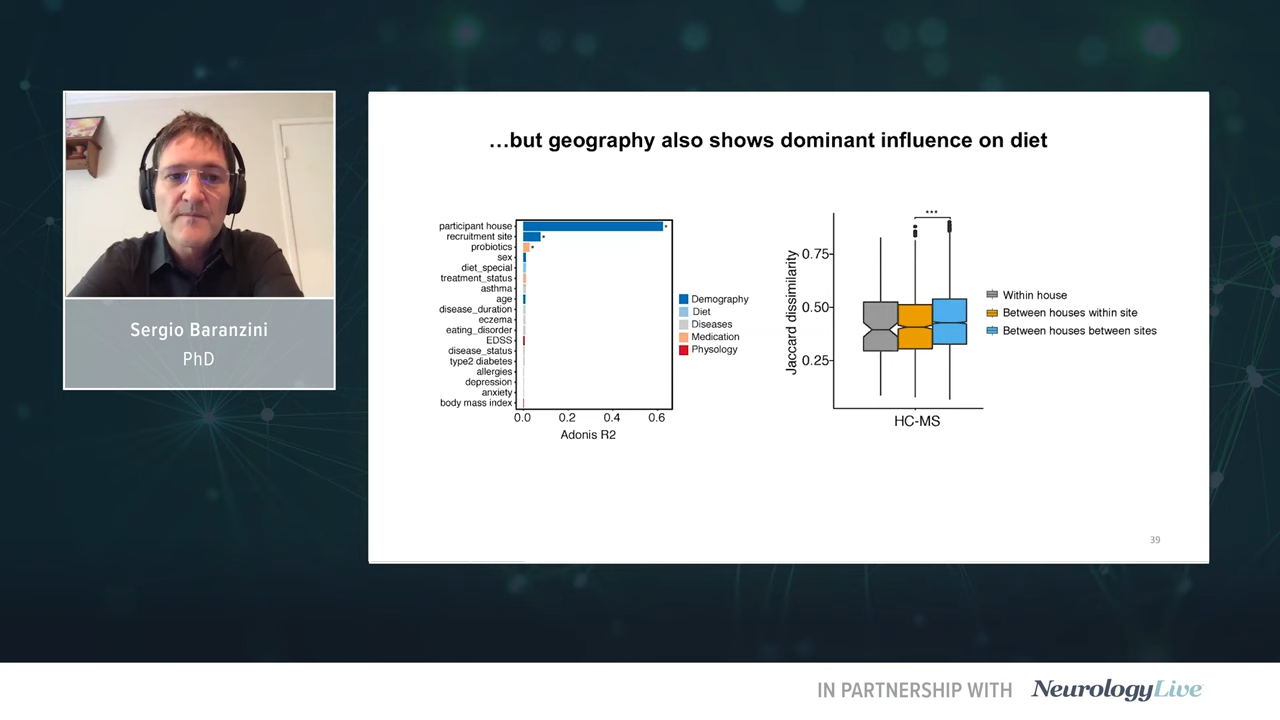 Sergio Baranzini
PhD
…but geography also shows dominant influence on diet
participant house
recruitment site
probiotics
sex
diet_special
treatment_status
asthma
age
disease_duration
eczema
eating_disorder
EDSS
disease_status
type2 diabetes
allergies
depression
anxiety
body mass index
*
*
*
0.0 0.2 0.4 0.6
Adonis R2
Demography
Diet
Diseases
Medication
Physology
***
Jaccard dissimilarity
0.75
0.50
0.25
HC-MS
Within house
Between houses within site
Between houses between sites
39
IN PARTNERSHIP WITH NeurologyLive